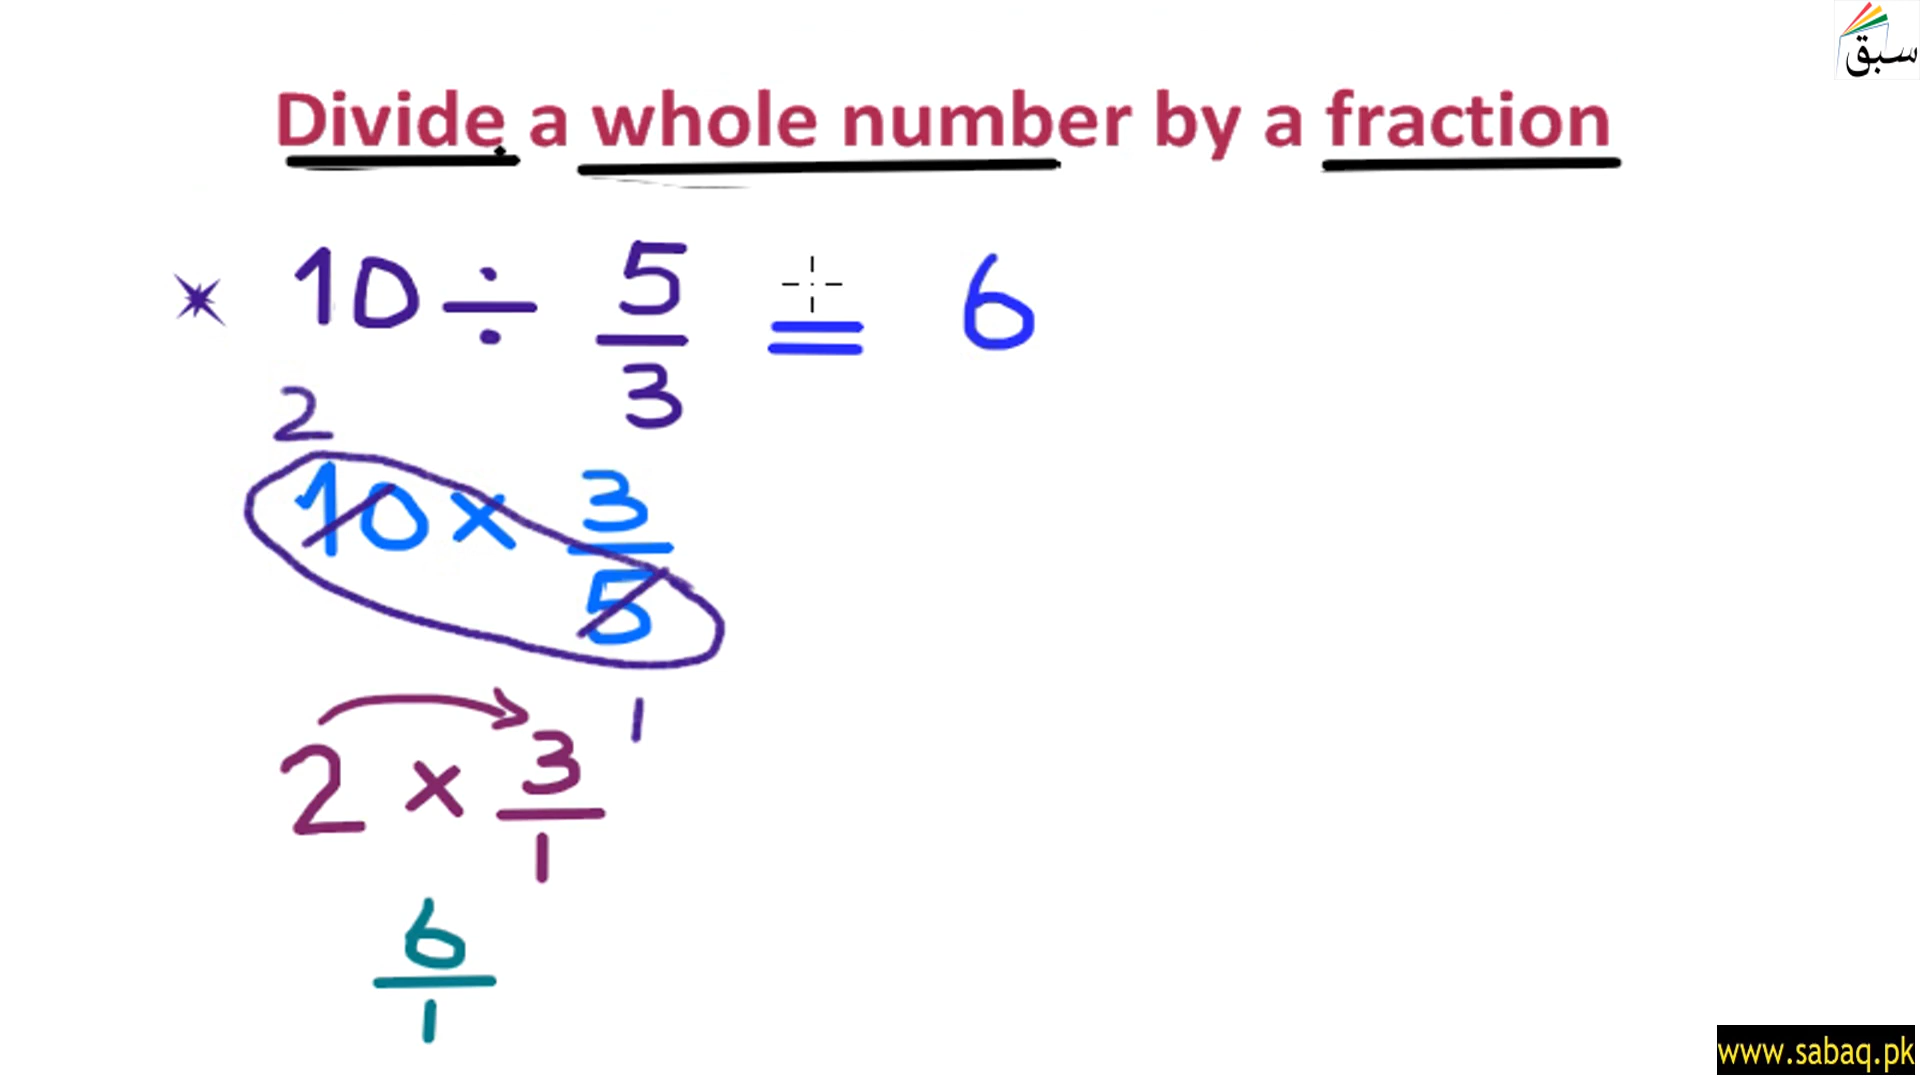 سبق
Divide a whole number by a fraction
* 10 ÷ 5/3 = 6
2
10 × 3/5
1
2 × 3/1
6/1
www.sabaq.pk